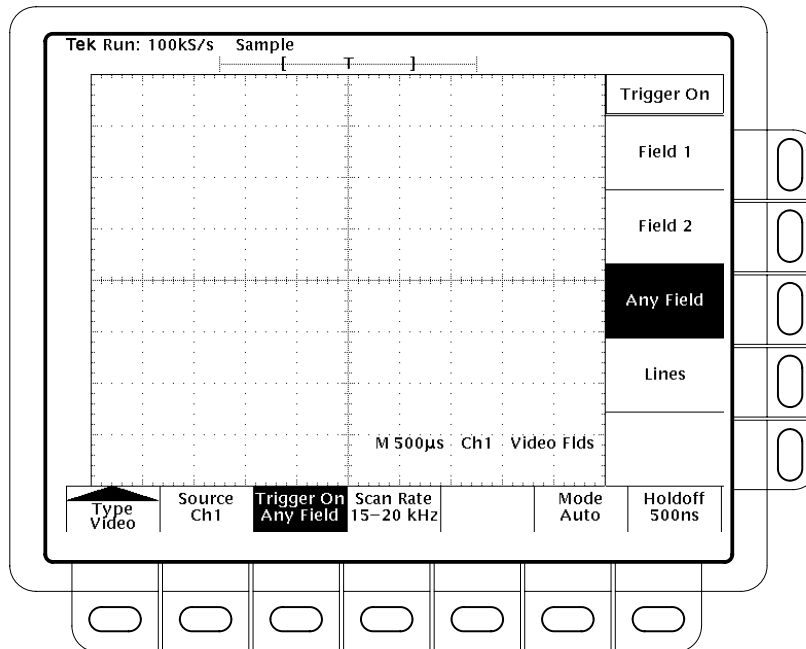 Tek Run: 100kS/s Sample
[ T ]
Trigger On
Field 1
Field 2
Any Field
Lines
M 500µs Ch1 Video Flds
Type
Video
Source
Ch1
Trigger On
Any Field
Scan Rate
15–20 kHz
Mode
Auto
Holdoff
500ns